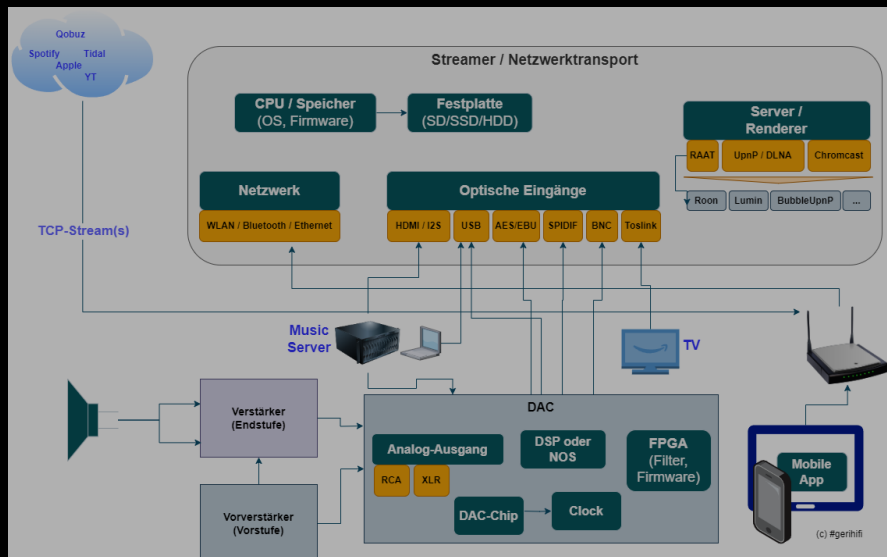 Qobuz
Spotify Tidal
Apple
YT
Streamer / Netzwerktransport
CPU / Speicher
(OS, Firmware)
Festplatte
(SD/SSD/HDD)
Server /
Renderer
RAAT
UpnP / DLNA
Chromcast
Roon
Lumin
BubbleUpnP
...
Netzwerk
WLAN / Bluetooth / Ethernet
Optische Eingänge
HDMI / I2S
USB
AES/EBU
SPIDIF
BNC
Toslink
TCP-Stream(s)
Music
Server
TV
DAC
Verstärker
(Endstufe)
Analog-Ausgang
RCA
XLR
DSP oder
NOS
FPGA
(Filter,
Firmware)
Mobile
App
Vorverstärker
(Vorstufe)
DAC-Chip
Clock
(c) #gerihifi